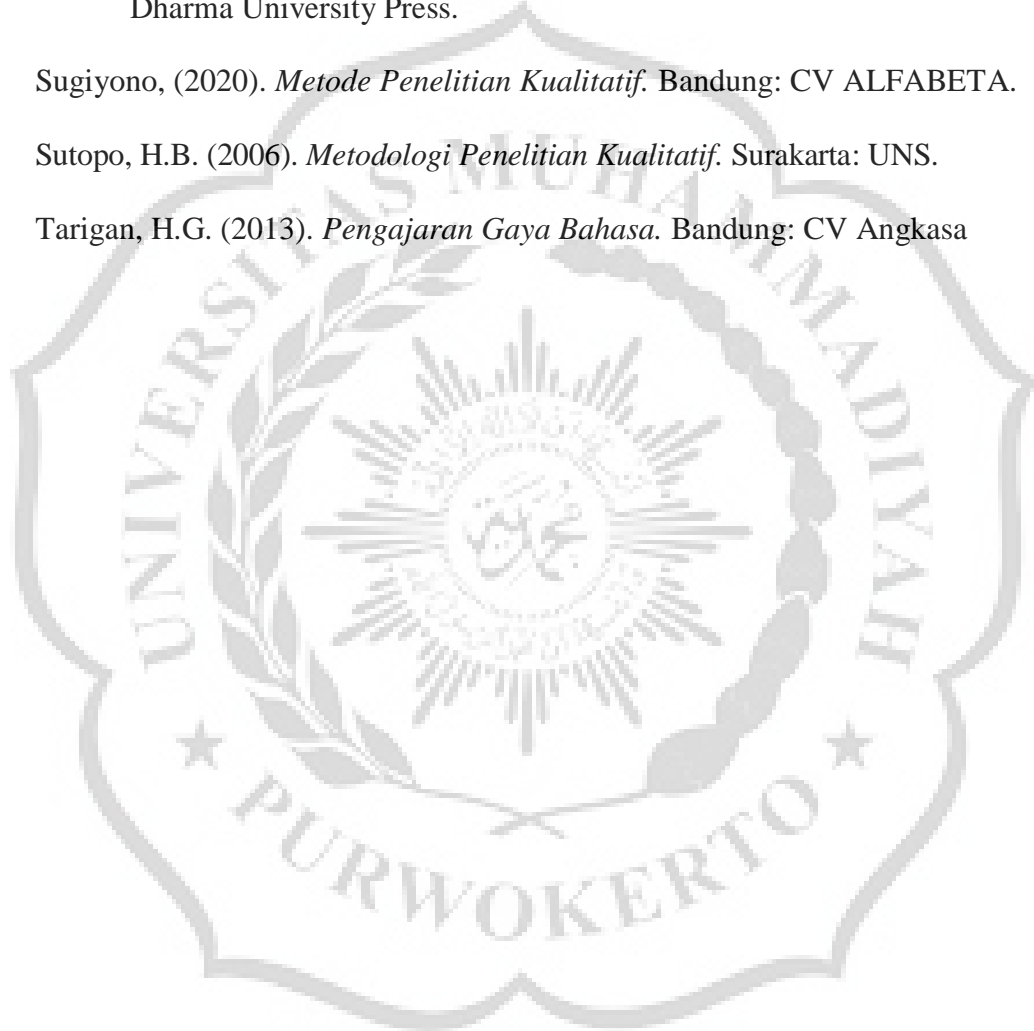 Dharma University Press.
Sugiyono, (2020). Metode Penelitian Kualitatif. Bandung: CV ALFABETA.
Sutopo, H.B. (2006). Metodologi Penelitian Kualitatif. Surakarta: UNS.
Tarigan, H.G. (2013). Pengajaran Gaya Bahasa. Bandung: CV Angkasa
UNIVERSITAS MUHAMMADIYAH
PURWOKERTO